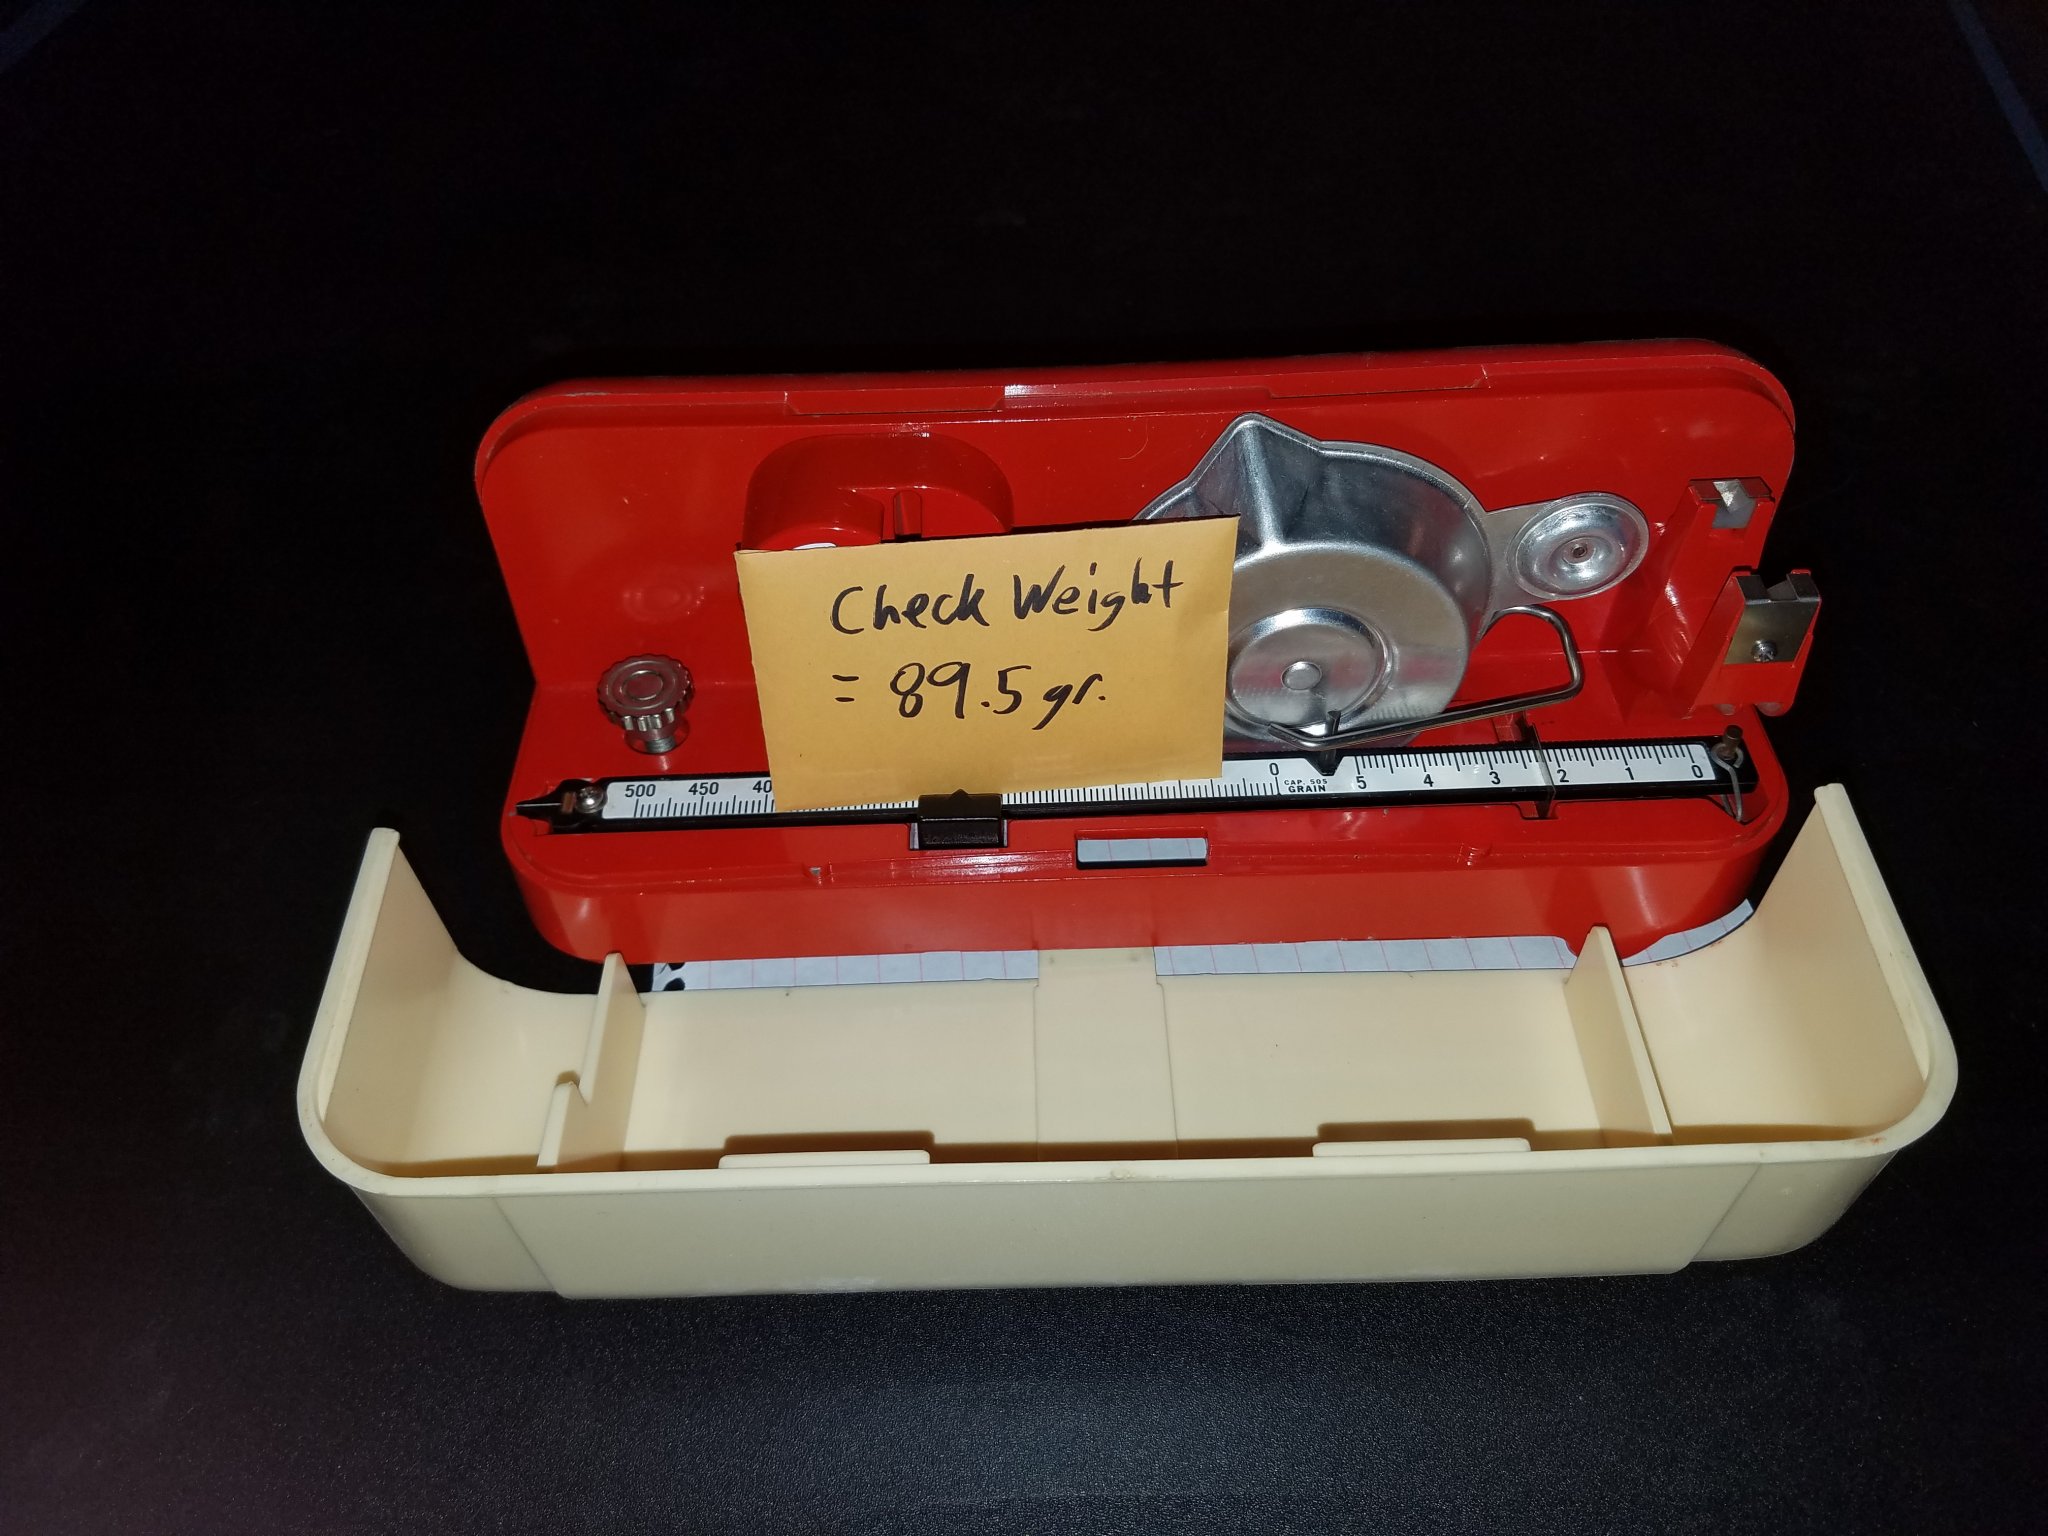 Check Weight
= 89.5 gr.
500 450 0 5 4 3 2 1 0
CAP. 505
GRAIN